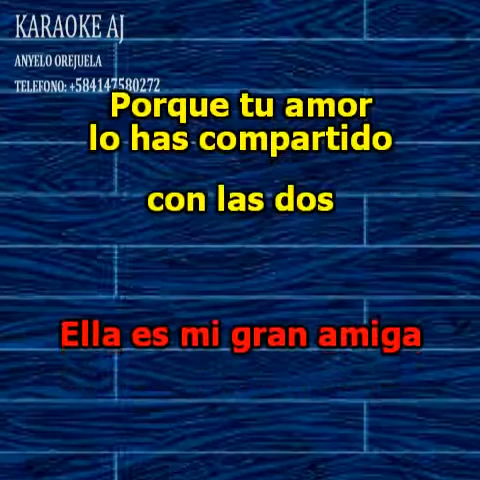 KARAOKE AJ
ANYELO OREJUELA
TELEFONO: +584147580272
Porque tu amor
lo has compartido
con las dos
Ella es mi gran amiga